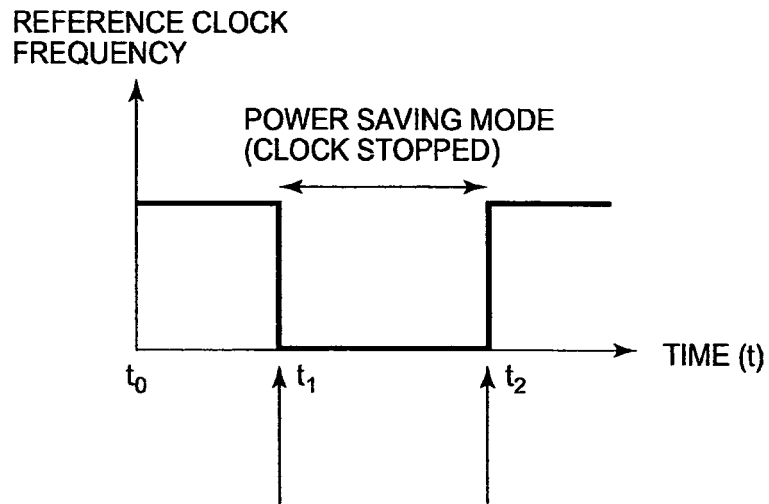 REFERENCE CLOCK
FREQUENCY
POWER SAVING MODE
(CLOCK STOPPED)
t0 t1 t2 TIME (t)